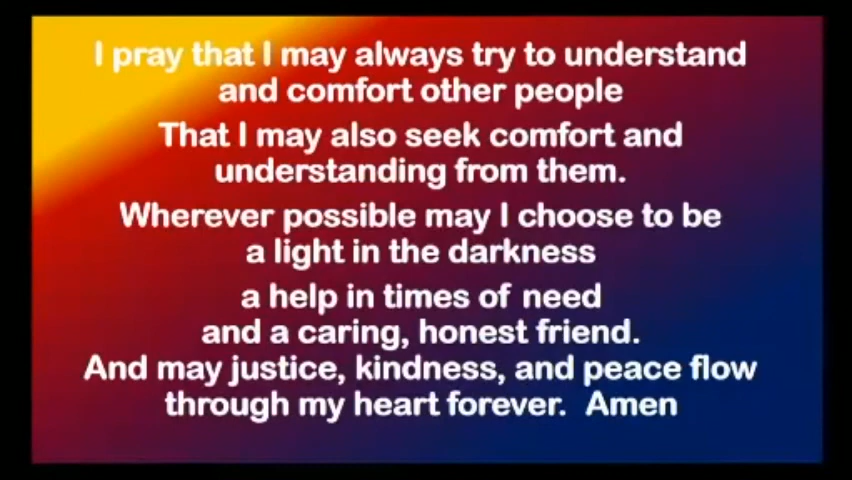 I pray that I may always try to understand
and comfort other people
That I may also seek comfort and
understanding from them.
Wherever possible may I choose to be
a light in the darkness
a help in times of need
and a caring, honest friend.
And may justice, kindness, and peace flow
through my heart forever.  Amen